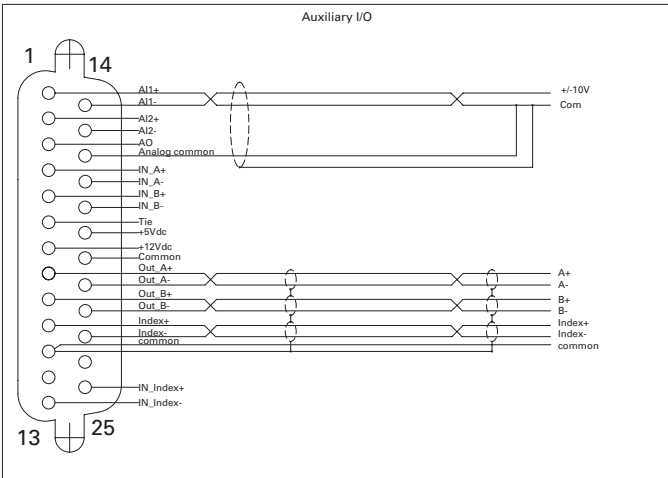 Auxiliary I/O
1
14
AI1+
AI1-
AI2+
AI2-
AO
Analog common
IN_A+
IN_A-
IN_B+
IN_B-
Tie
+5Vdc
+12Vdc
Common
Out_A+
Out_A-
Out_B+
Out_B-
Index+
Index-
common
IN_Index+
IN_Index-
13
25
+/-10V
Com
A+
A-
B+
B-
Index+
Index-
common